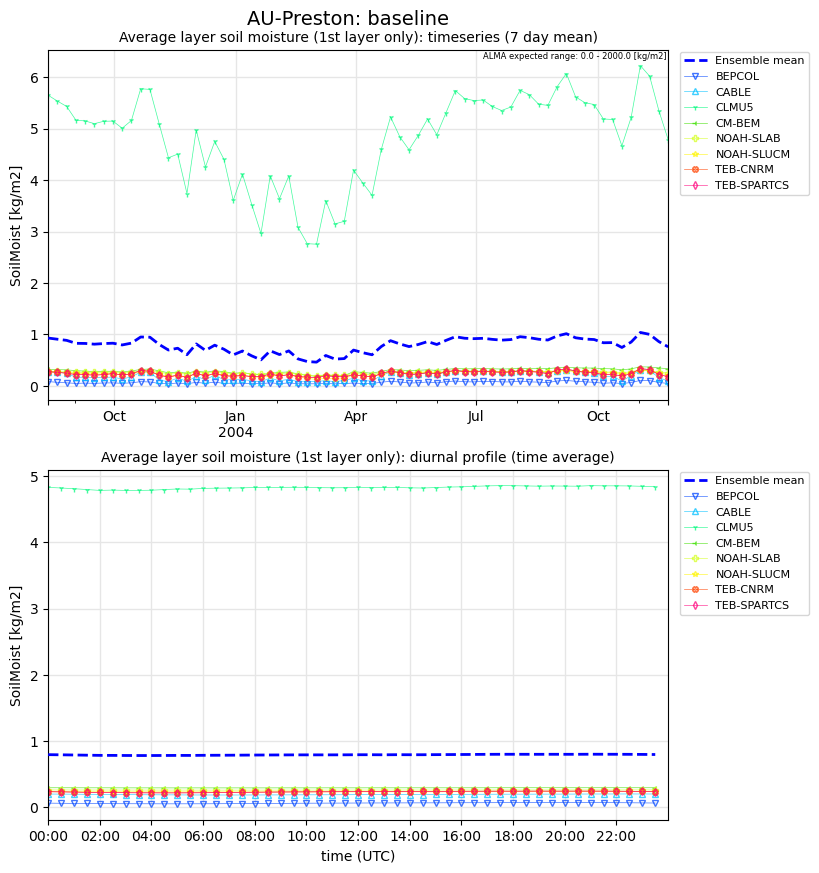 AU-Preston: baseline
Average layer soil moisture (1st layer only): timeseries (7 day mean)
ALMA expected range: 0.0 - 2000.0 [kg/m2]
SoilMoist [kg/m2]
6
5
4
3
2
1
0
Oct
Jan
2004
Apr
Jul
Oct
Ensemble mean
BEPCOL
CABLE
CLMU5
CM-BEM
NOAH-SLAB
NOAH-SLUCM
TEB-CNRM
TEB-SPARTCS
Average layer soil moisture (1st layer only): diurnal profile (time average)
SoilMoist [kg/m2]
5
4
3
2
1
0
00:00
02:00
04:00
06:00
08:00
10:00
12:00
14:00
16:00
18:00
20:00
22:00
time (UTC)
Ensemble mean
BEPCOL
CABLE
CLMU5
CM-BEM
NOAH-SLAB
NOAH-SLUCM
TEB-CNRM
TEB-SPARTCS